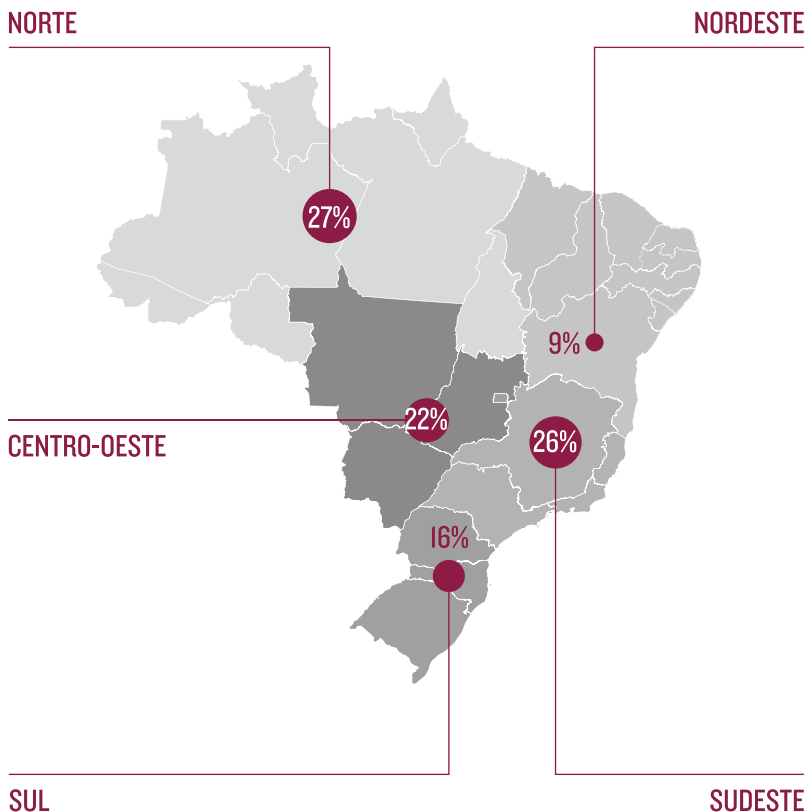 NORTE
NORDESTE
27%
9%
22%
CENTRO-OESTE
26%
16%
SUL
SUDESTE